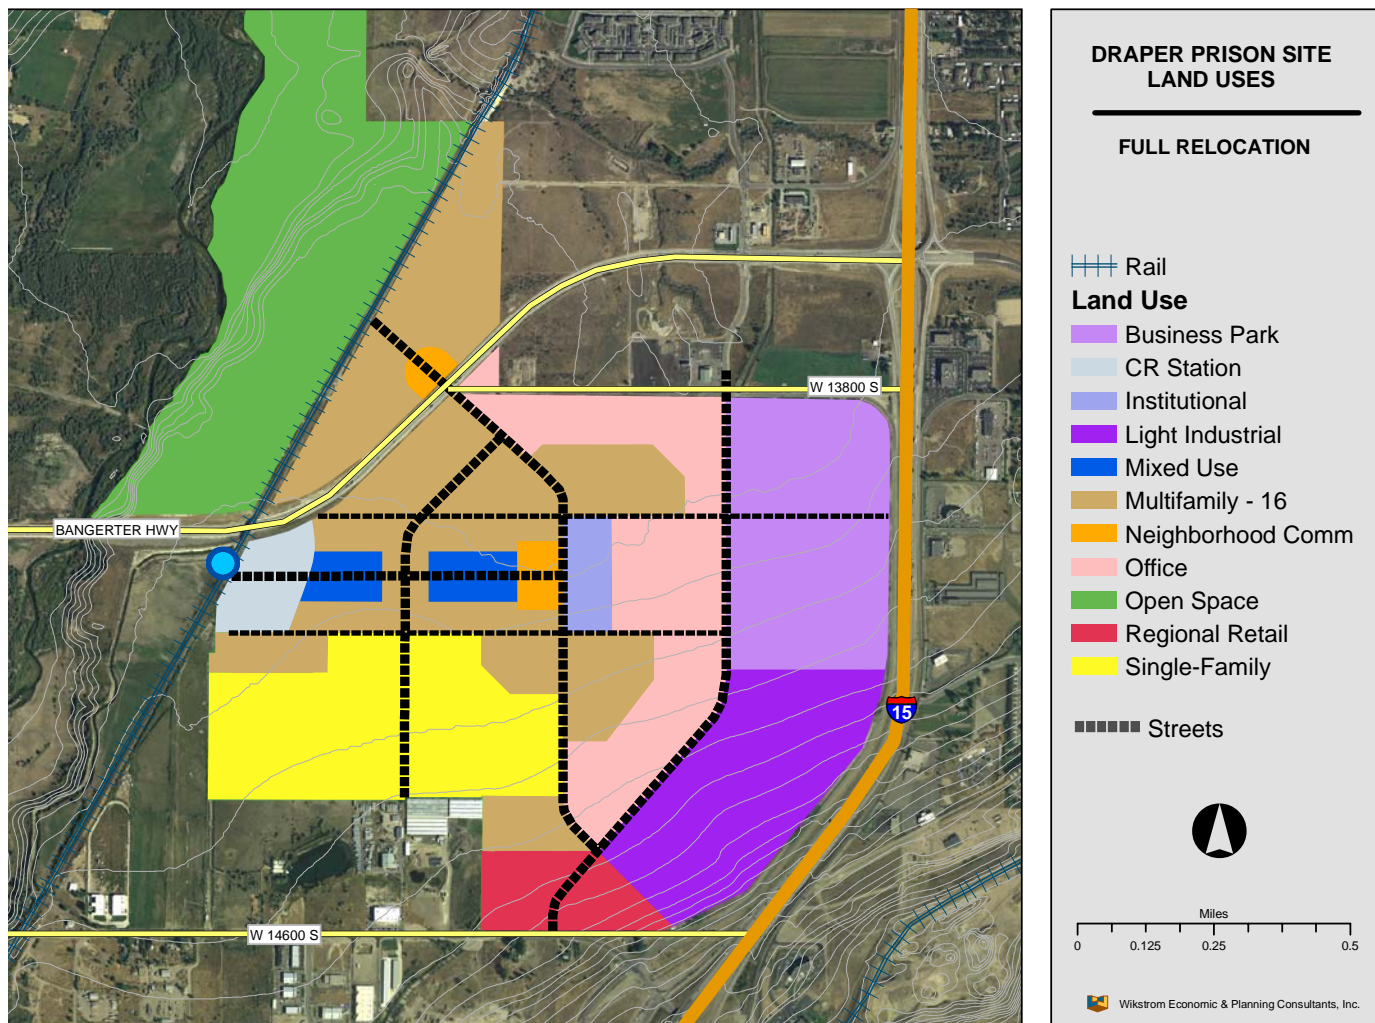 W 13800 S
BANGERTER HWY
15
W 14600 S
DRAPER PRISON SITE
LAND USES
FULL RELOCATION
Rail
Land Use
Business Park
CR Station
Institutional
Light Industrial
Mixed Use
Multifamily - 16
Neighborhood Comm
Office
Open Space
Regional Retail
Single-Family
Streets
Miles
0 0.125 0.25 0.5
Wikstrom Economic & Planning Consultants, Inc.